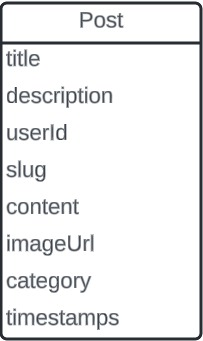 Post
title
description
userId
slug
content
imageUrl
category
timestamps